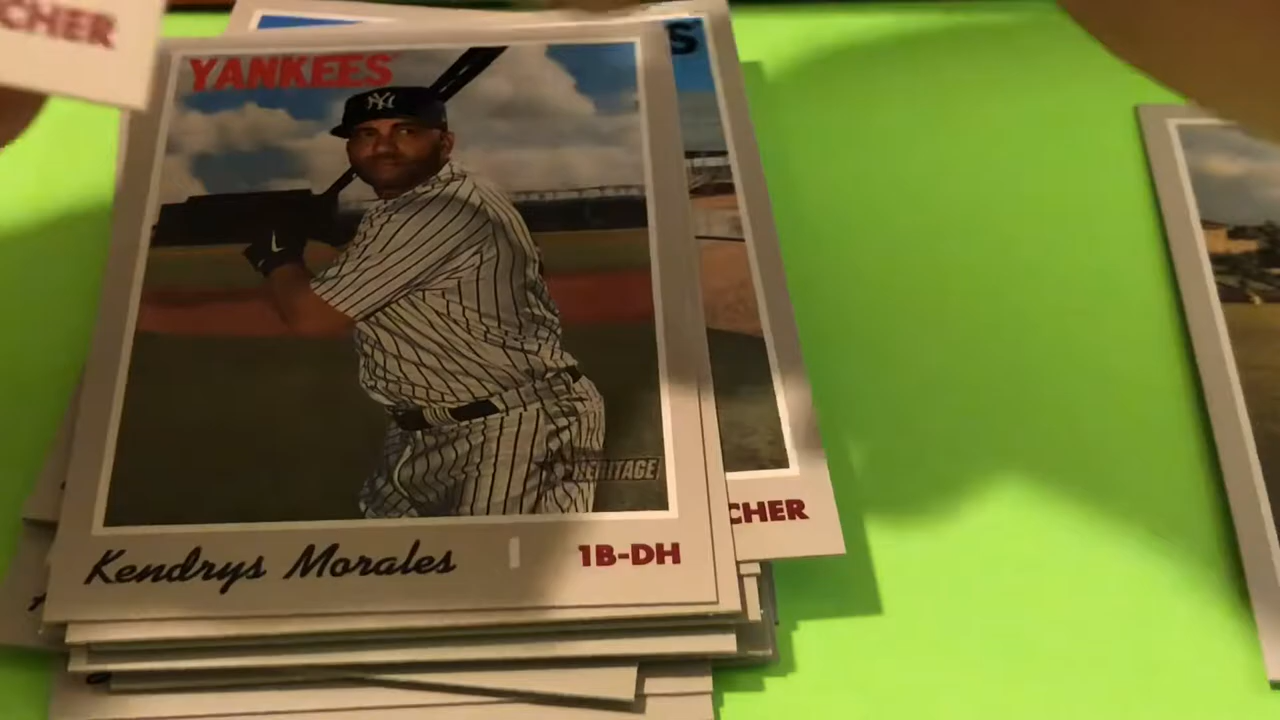 CHER
YANKEES
S
NY
HERITAGE
CHER
Kendrys Morales
1B-DH